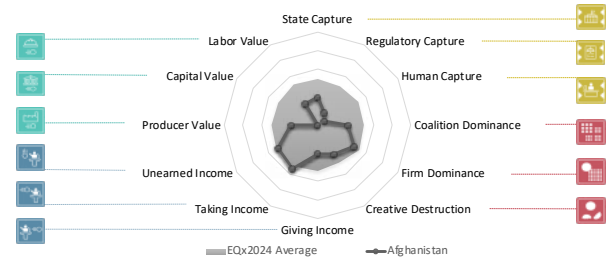 State Capture
Labor Value
Regulatory Capture
Capital Value
Human Capture
Producer Value
Coalition Dominance
Unearned Income
Firm Dominance
Taking Income
Creative Destruction
Giving Income
EQx2024 Average
Afghanistan